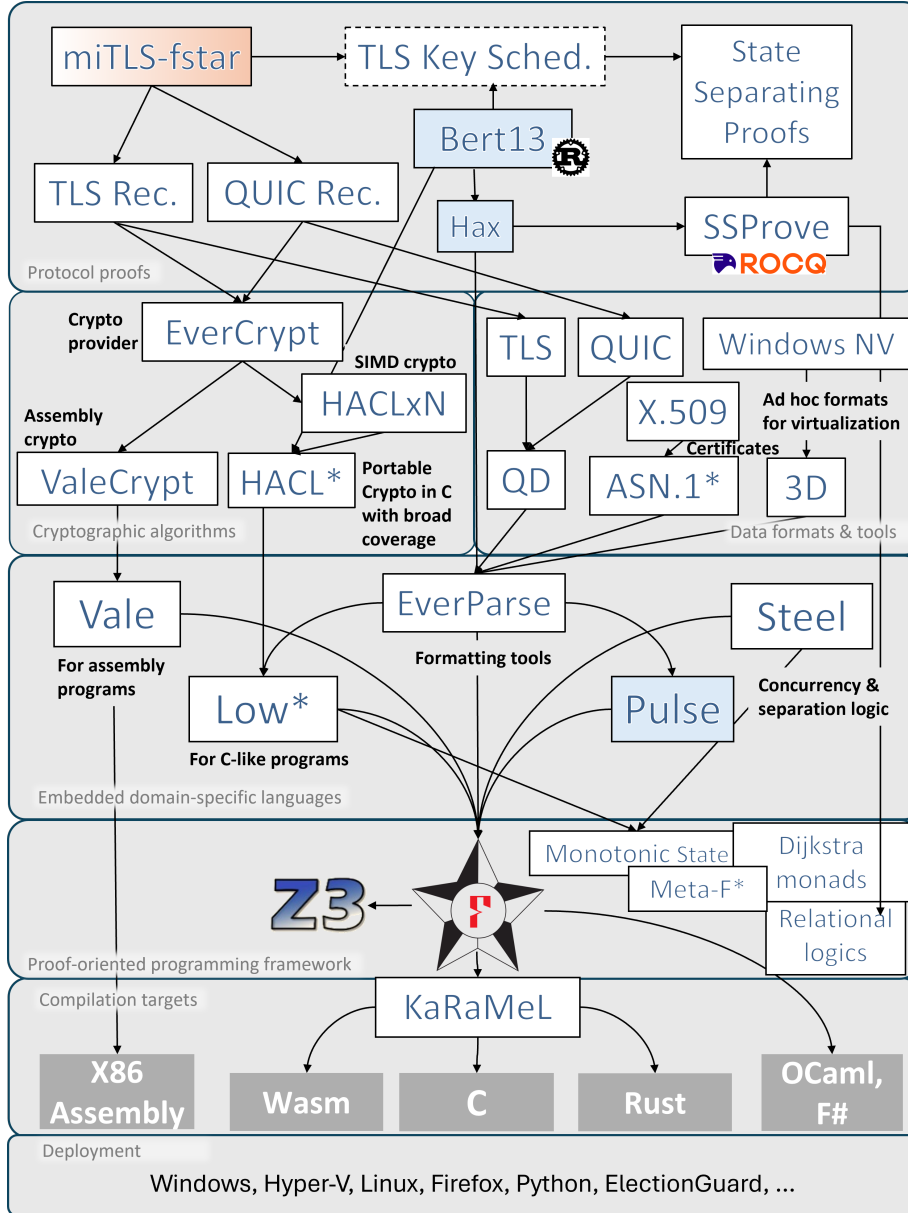 miTLS-fstar
TLS Key Sched.
State
Separating
Proofs
Bert13
R
TLS Rec.
QUIC Rec.
Hax
SSProve
ROCQ
Protocol proofs
Crypto
provider
EverCrypt
TLS
QUIC
Windows NV
SIMD crypto
HACLxN
X.509
Ad hoc formats
for virtualization
Assembly
crypto
Certificates
ValeCrypt
HACL*
Portable
Crypto in C
with broad
coverage
QD
ASN.1*
3D
Cryptographic algorithms
Data formats & tools
Vale
EverParse
Steel
For assembly
programs
Formatting tools
Low*
Pulse
Concurrency &
separation logic
For C-like programs
Embedded domain-specific languages
Monotonic State
Dijkstra
monads
Meta-F*
Z3
F
Relational
logics
Proof-oriented programming framework
Compilation targets
KaRaMeL
X86
Assembly
Wasm
C
Rust
OCaml,
F#
Deployment
Windows, Hyper-V, Linux, Firefox, Python, ElectionGuard, ...